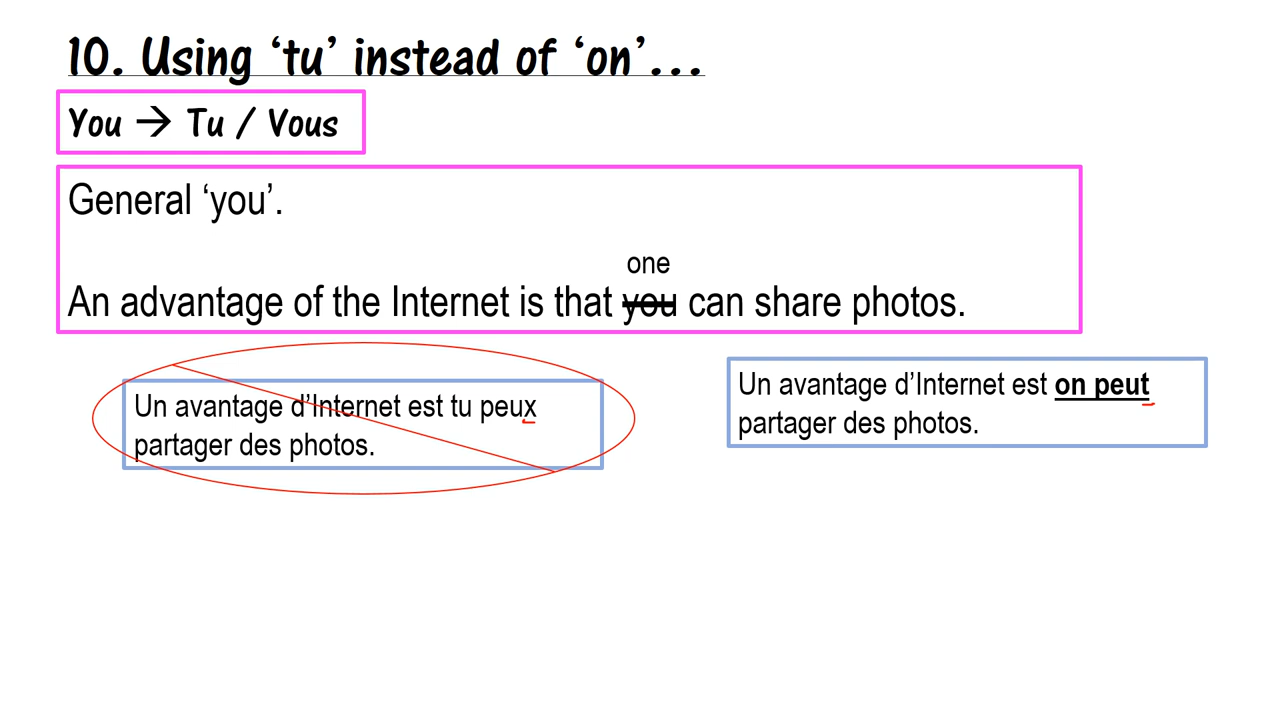 10. Using ‘tu’ instead of ‘on’...
You → Tu / Vous
General ‘you’.
one
An advantage of the Internet is that you can share photos.
Un avantage d’Internet est tu peux
partager des photos.
Un avantage d’Internet est on peut
partager des photos.